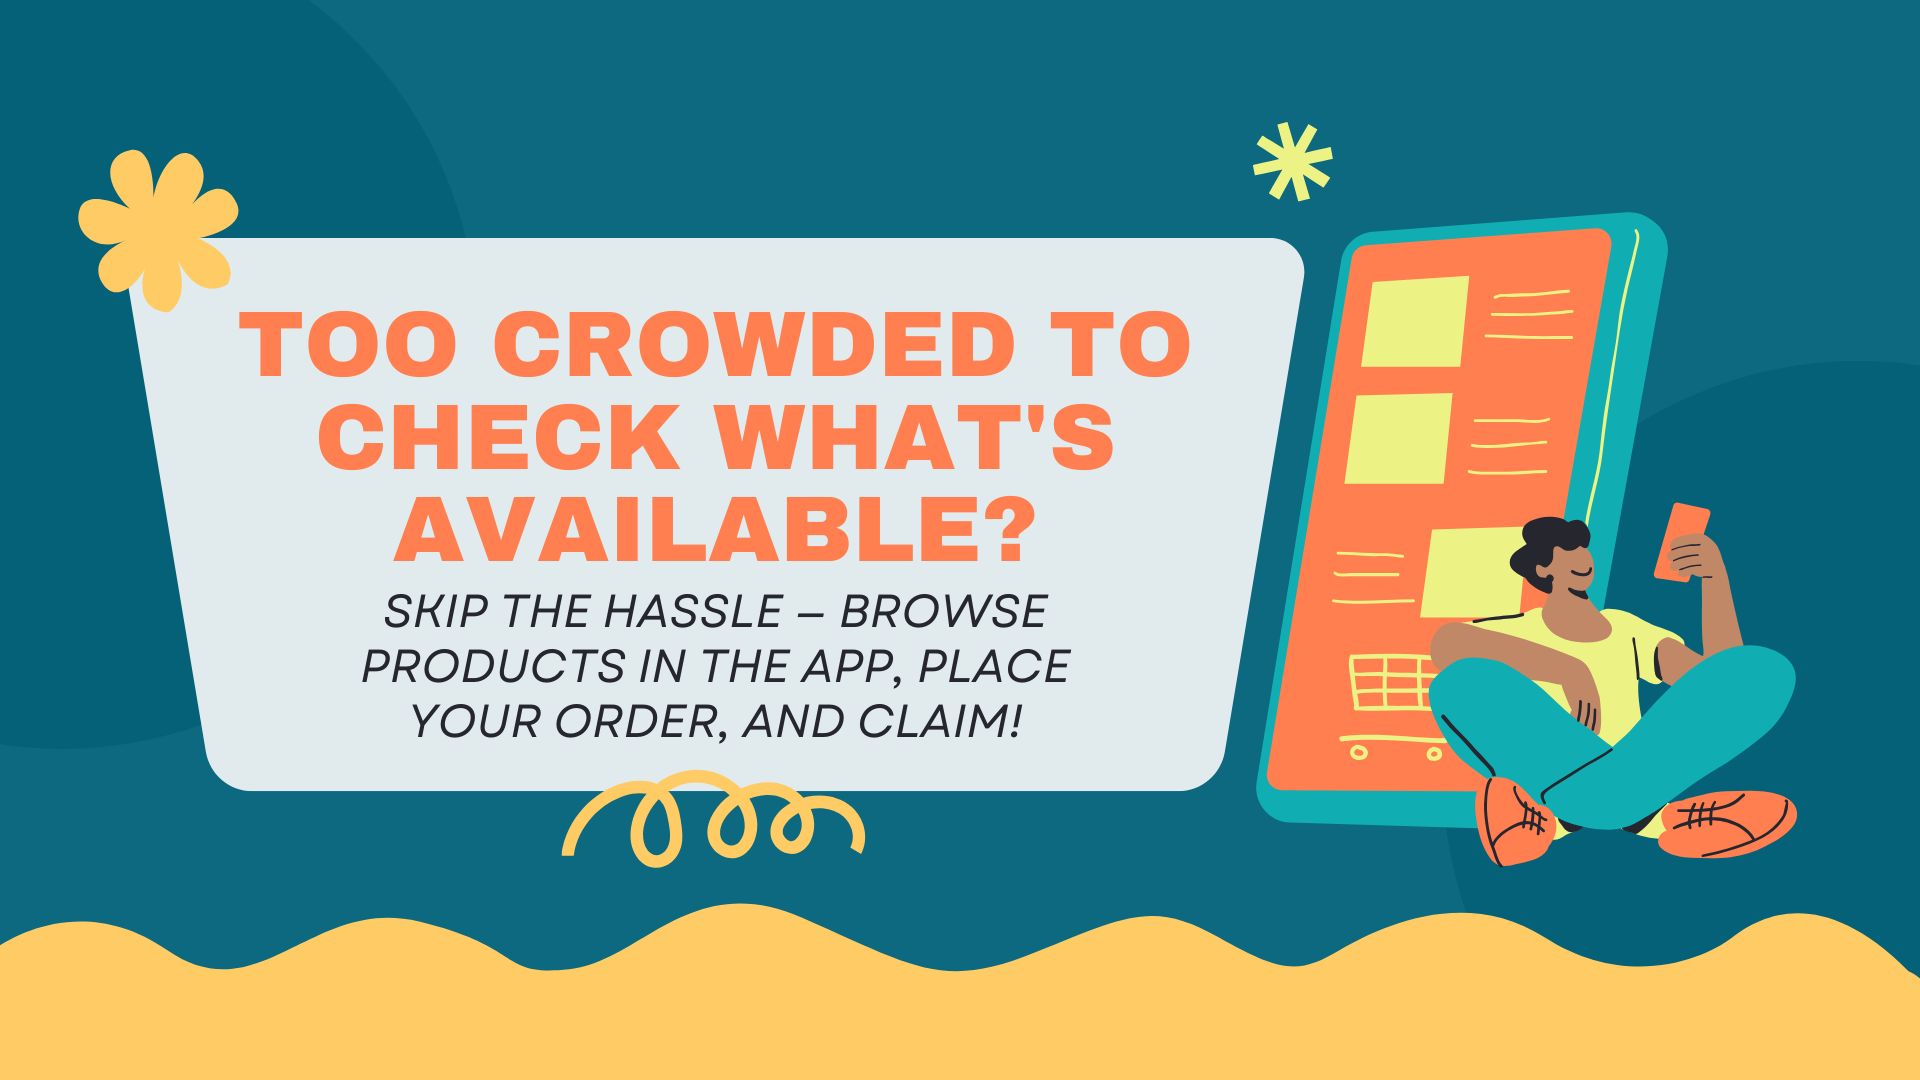 TOO CROWDED TO
CHECK WHAT'S
AVAILABLE?
SKIP THE HASSLE – BROWSE
PRODUCTS IN THE APP, PLACE
YOUR ORDER, AND CLAIM!